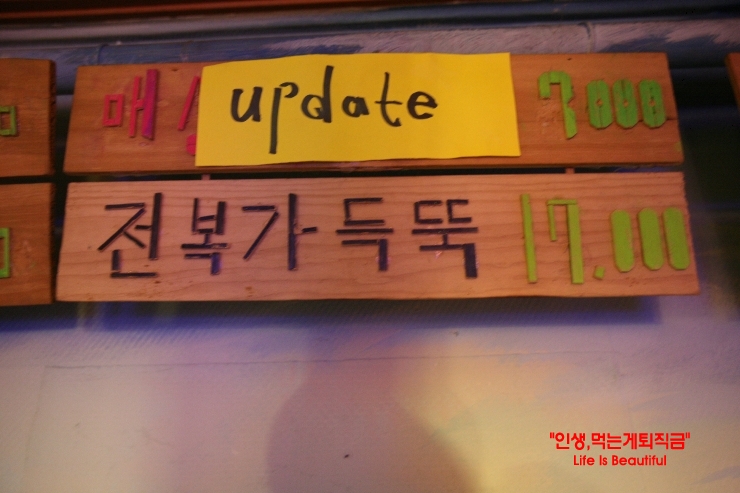 매 update 7000
전복가득뚝 17,000
"인생,먹는게퇴직금"
Life Is Beautiful